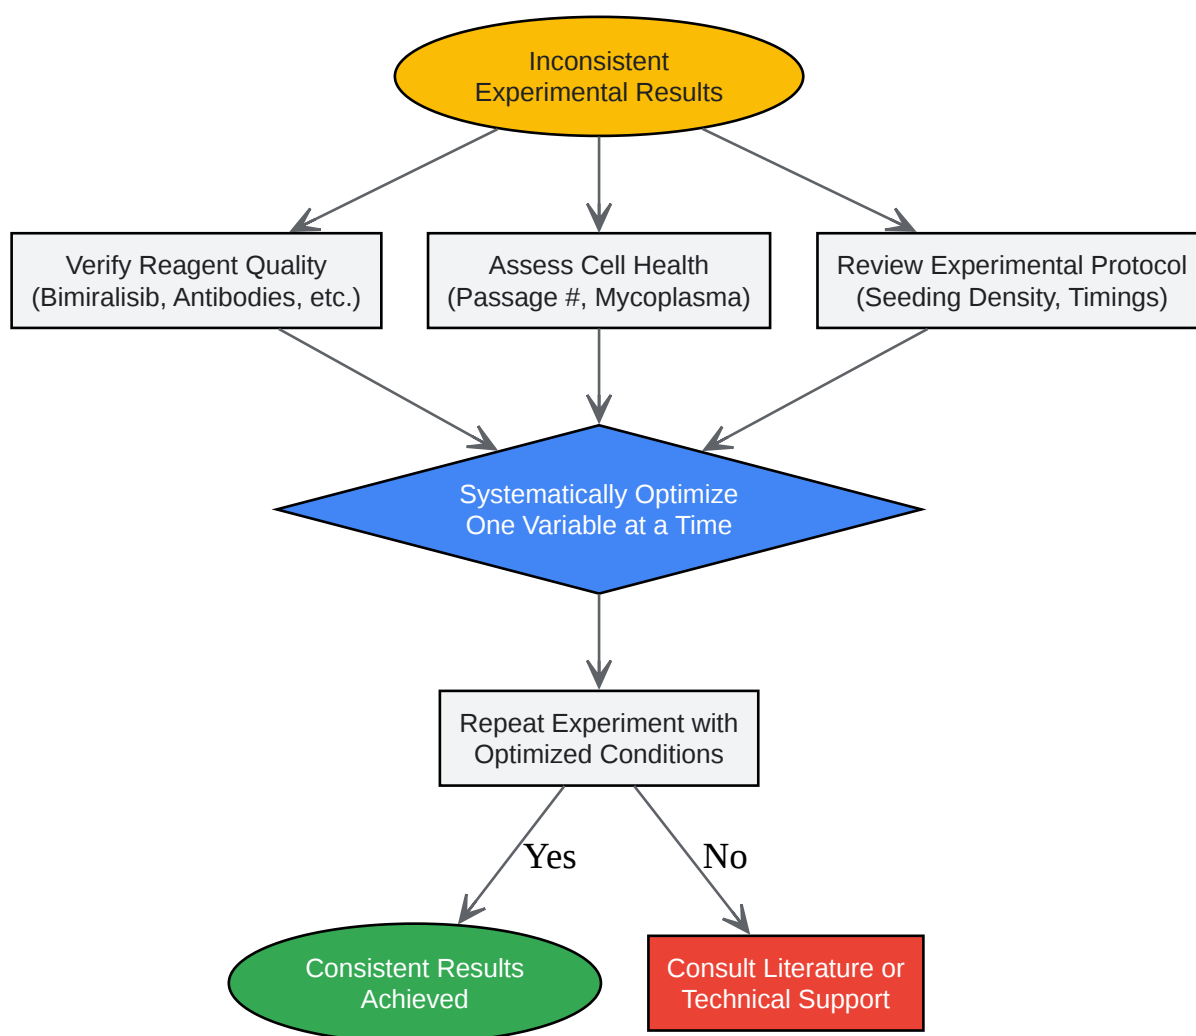 Inconsistent
Experimental Results
Verify Reagent Quality
(Bimiralisib, Antibodies, etc.)
Assess Cell Health
(Passage #, Mycoplasma)
Review Experimental Protocol
(Seeding Density, Timings)
Systematically Optimize
One Variable at a Time
Repeat Experiment with
Optimized Conditions
Yes
No
Consistent Results
Achieved
Consult Literature or
Technical Support